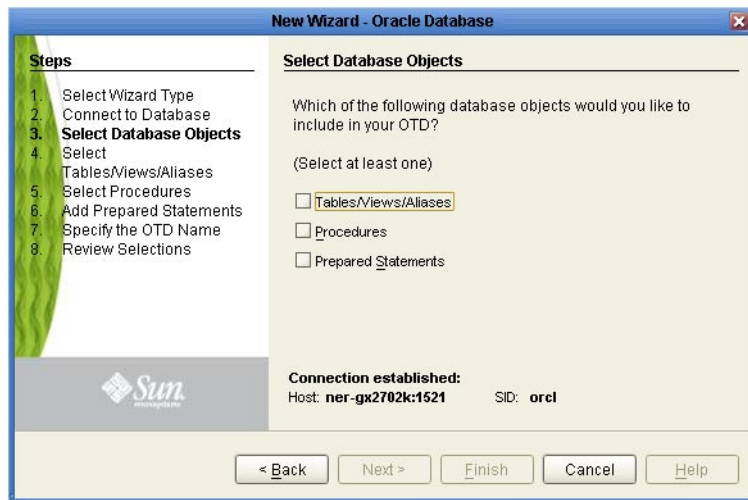 New Wizard - Oracle Database
Steps
1. Select Wizard Type
2. Connect to Database
3. Select Database Objects
4. Select
Tables/Views/Aliases
5. Select Procedures
6. Add Prepared Statements
7. Specify the OTD Name
8. Review Selections
Sun
microsystems
Select Database Objects
Which of the following database objects would you like to
include in your OTD?
(Select at least one)
Tables/Views/Aliases
Procedures
Prepared Statements
Connection established:
Host: ner-gx2702k:1521 SID: orcl
< Back Next > Finish Cancel Help